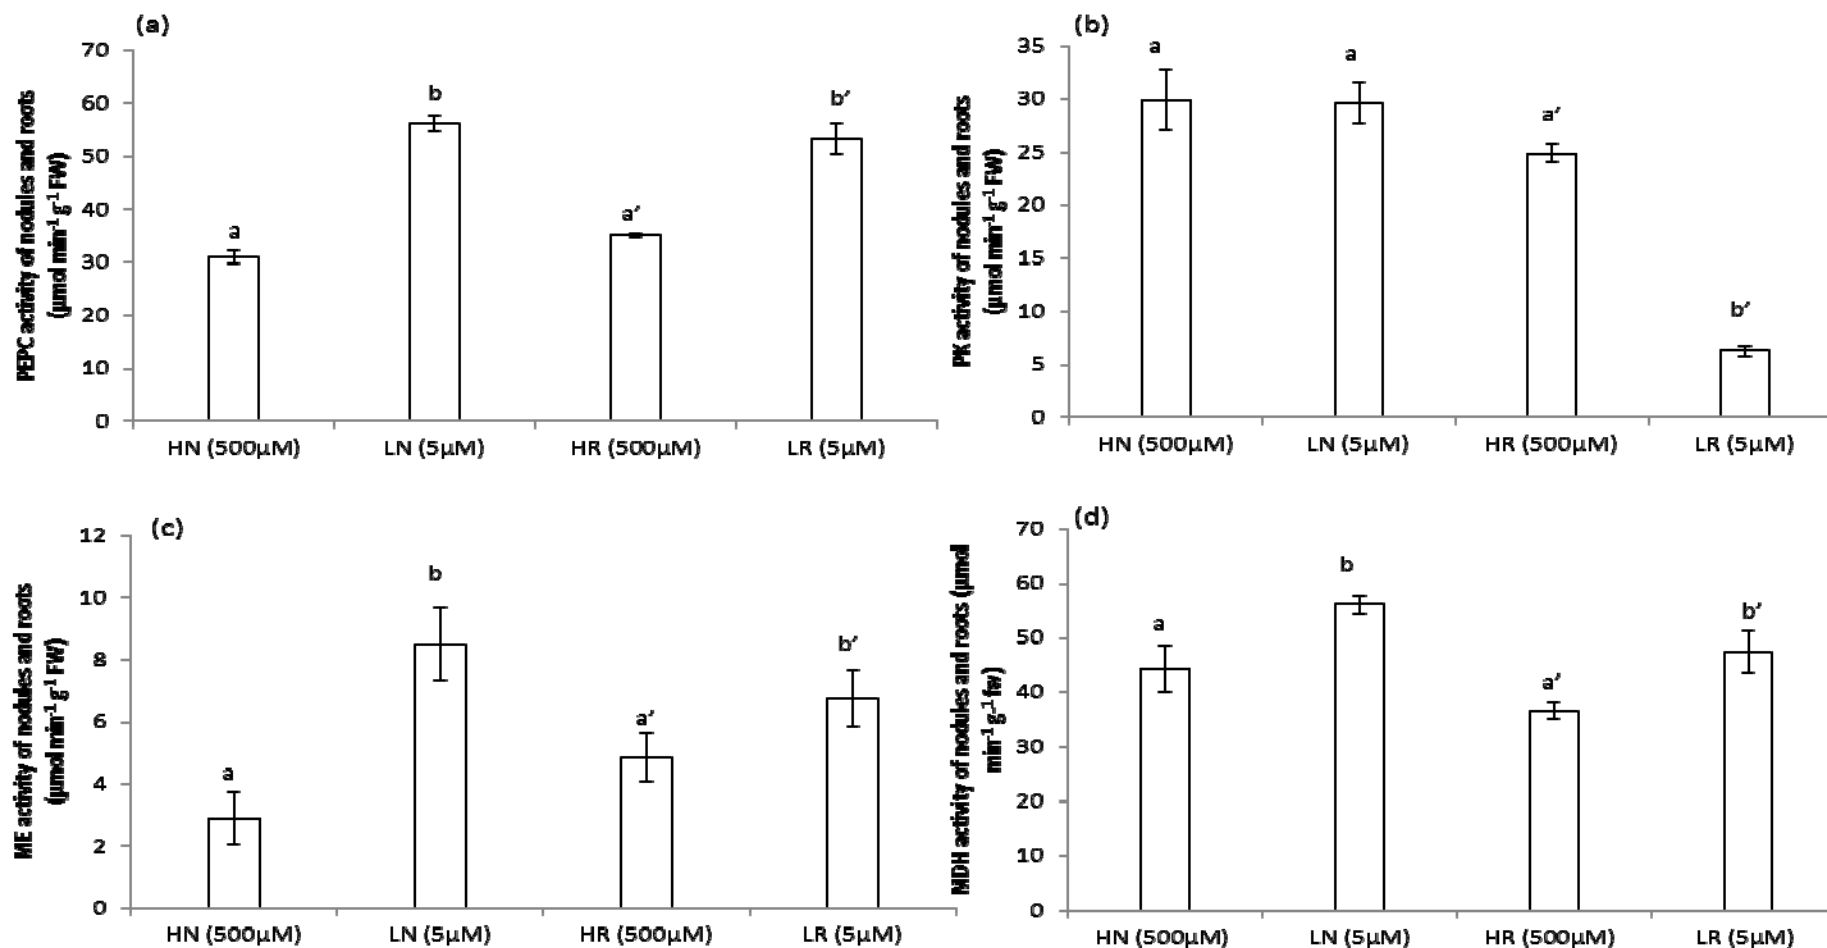 (a)
PEPC activity of nodules and roots
(µmol min⁻¹ g⁻¹ FW)
70
60
50
40
30
20
10
0
a
b
a’
b’
HN (500µM)
LN (5µM)
HR (500µM)
LR (5µM)
(b)
PK activity of nodules and roots
(µmol min⁻¹ g⁻¹ FW)
35
30
25
20
15
10
5
0
a
a
a’
b’
HN (500µM)
LN (5µM)
HR (500µM)
LR (5µM)
(c)
ME activity of nodules and roots
(µmol min⁻¹ g⁻¹ FW)
12
10
8
6
4
2
0
a
b
a’
b’
HN (500µM)
LN (5µM)
HR (500µM)
LR (5µM)
(d)
MDH activity of nodules and roots (µmol
min⁻¹ g⁻¹ fw)
70
60
50
40
30
20
10
0
a
b
a’
b’
HN (500µM)
LN (5µM)
HR (500µM)
LR (5µM)